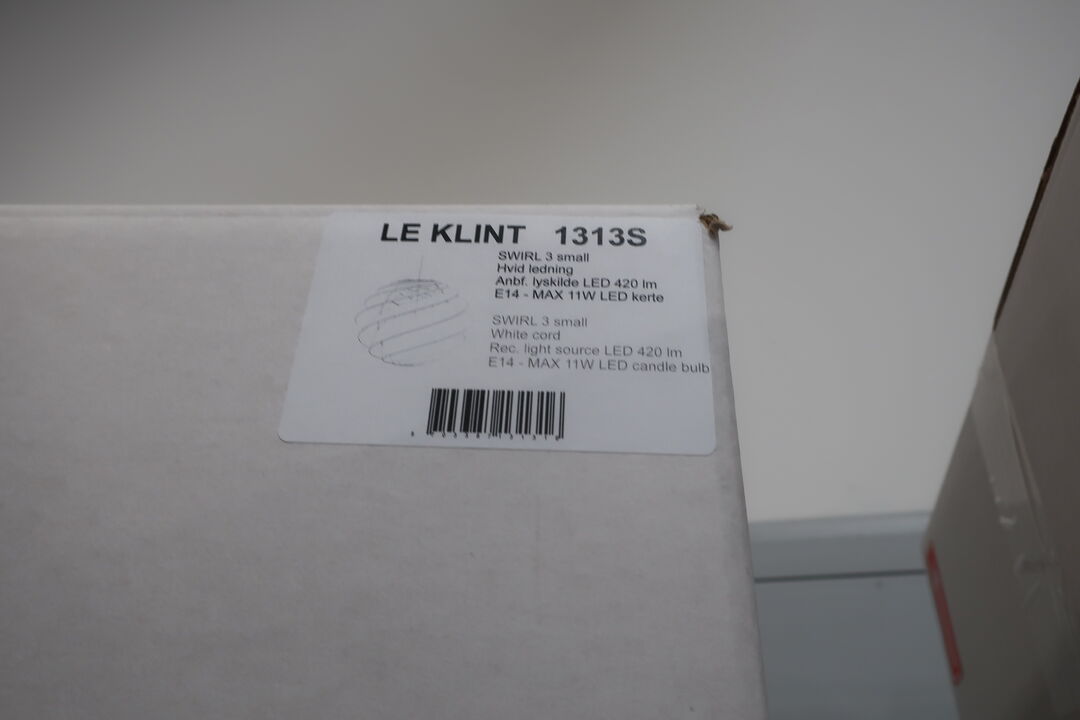 LE KLINT 1313S
SWIRL 3 small
Hvid ledning
Anbf. lyskilde LED 420 lm
E14 - MAX 11W LED kerte
SWIRL 3 small
White cord
Rec. light source LED 420 lm
E14 - MAX 11W LED candle bulb